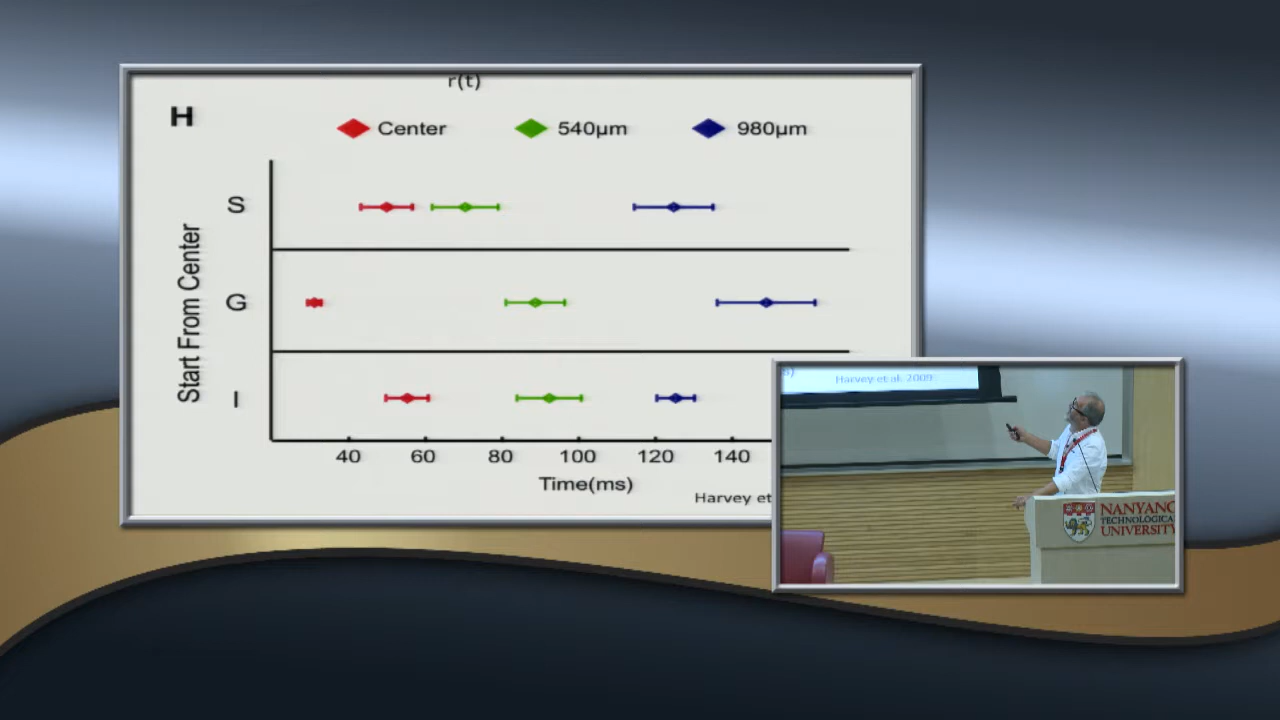 r(t)
H
Center 540µm 980µm
Start From Center
S
G
I
40 60 80 100 120 140
Time(ms)
Harvey et
Harvey et al. 2009
NANYANG
TECHNOLOGICAL
UNIVERSITY